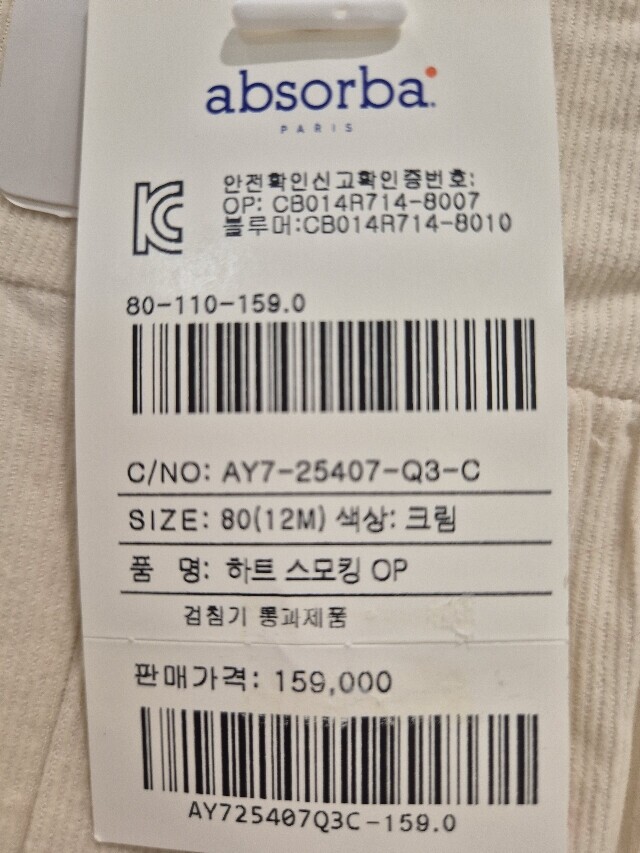 absorba
PARIS
안전확인신고확인증번호:
OP: CB014R714-8007
블루머:CB014R714-8010
80-110-159.0
C/NO: AY7-25407-Q3-C
SIZE: 80(12M) 색상: 크림
품 명: 하트 스모킹 OP
검침기 통과제품
판매가격: 159,000
AY725407Q3C-159.0